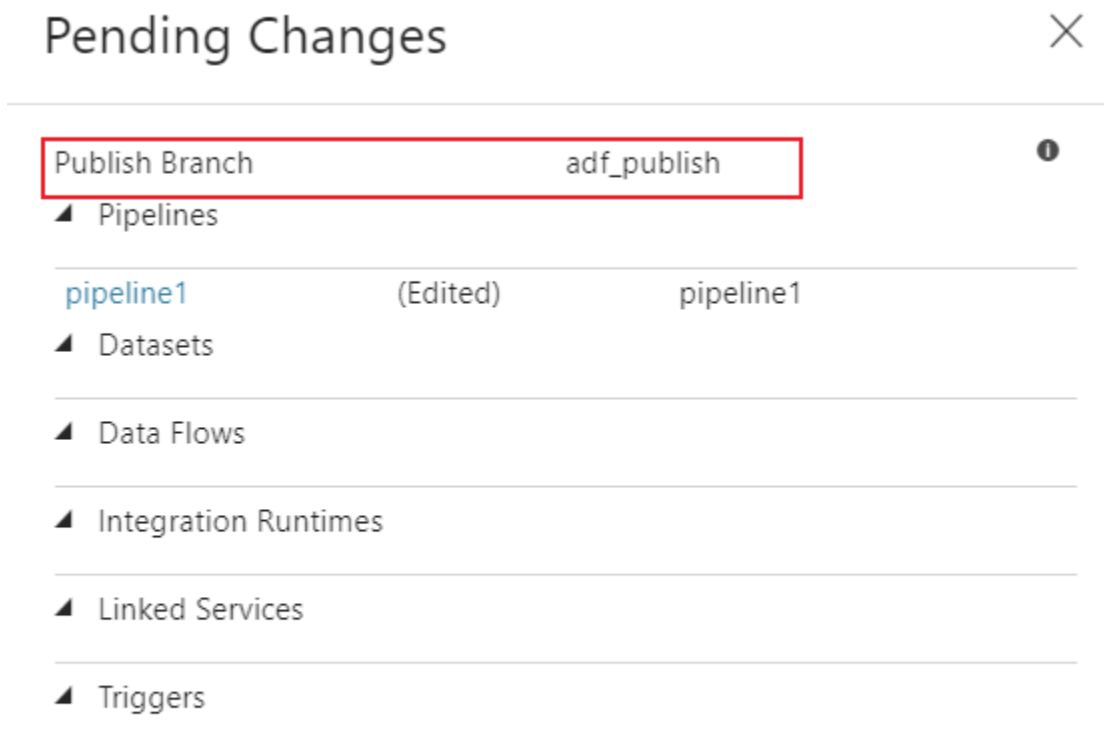 Pending Changes
Publish Branch adf_publish
Pipelines
pipeline1 (Edited) pipeline1
Datasets
Data Flows
Integration Runtimes
Linked Services
Triggers